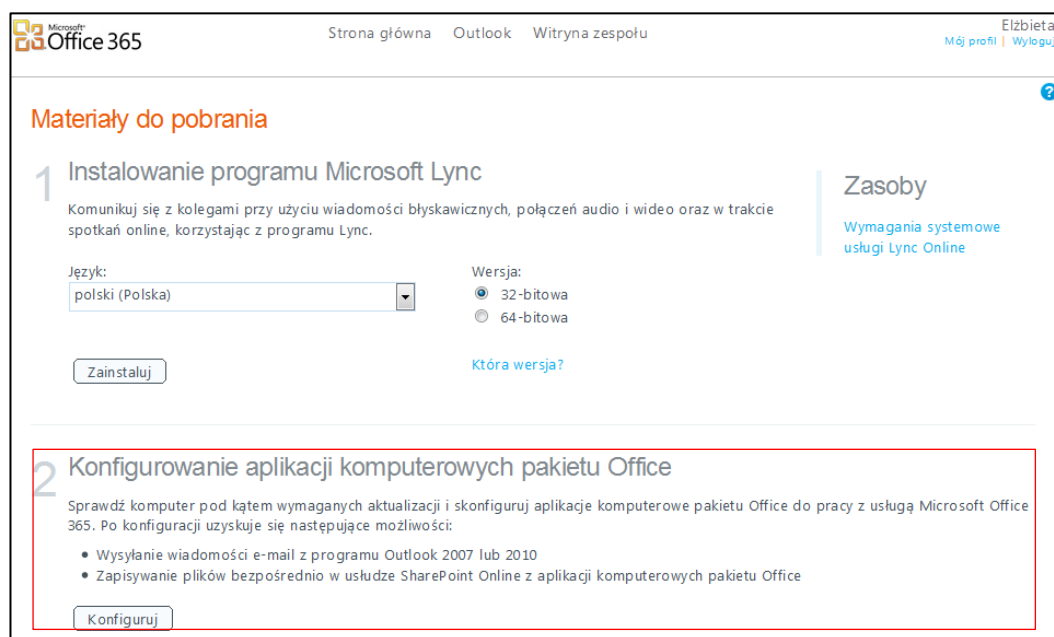 Microsoft
Office 365
Strona główna Outlook Witryna zespołu
Elżbieta
Mój profil | Wyloguj
?
Materiały do pobrania
1 Instalowanie programu Microsoft Lync
Komunikuj się z kolegami przy użyciu wiadomości błyskawicznych, połączeń audio i wideo oraz w trakcie
spotkań online, korzystając z programu Lync.
Język:
polski (Polska)
Wersja:
32-bitowa
64-bitowa
Zainstaluj
Która wersja?
Zasoby
Wymagania systemowe
usługi Lync Online
2 Konfigurowanie aplikacji komputerowych pakietu Office
Sprawdź komputer pod kątem wymaganych aktualizacji i skonfiguruj aplikacje komputerowe pakietu Office do pracy z usługą Microsoft Office
365. Po konfiguracji uzyskuje się następujące możliwości:
• Wysyłanie wiadomości e-mail z programu Outlook 2007 lub 2010
• Zapisywanie plików bezpośrednio w usłudze SharePoint Online z aplikacji komputerowych pakietu Office
Konfiguruj